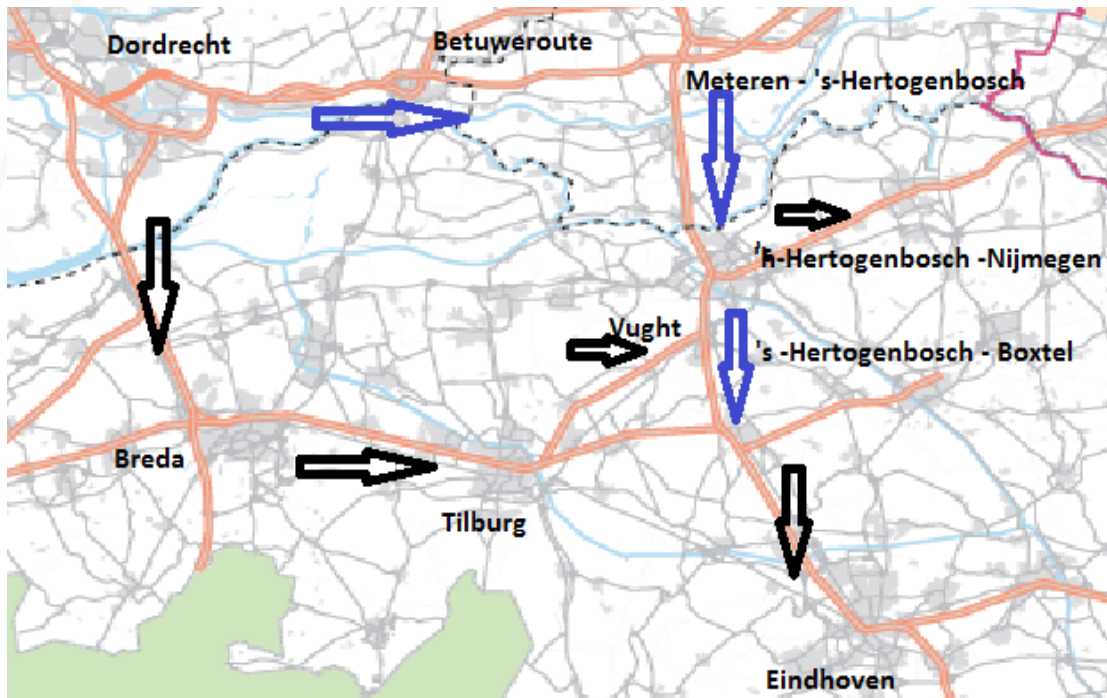 Dordrecht
Betuweroute
Meteren - 's-Hertogenbosch
'h-Hertogenbosch -Nijmegen
Vught
's -Hertogenbosch - Boxtel
Breda
Tilburg
Eindhoven